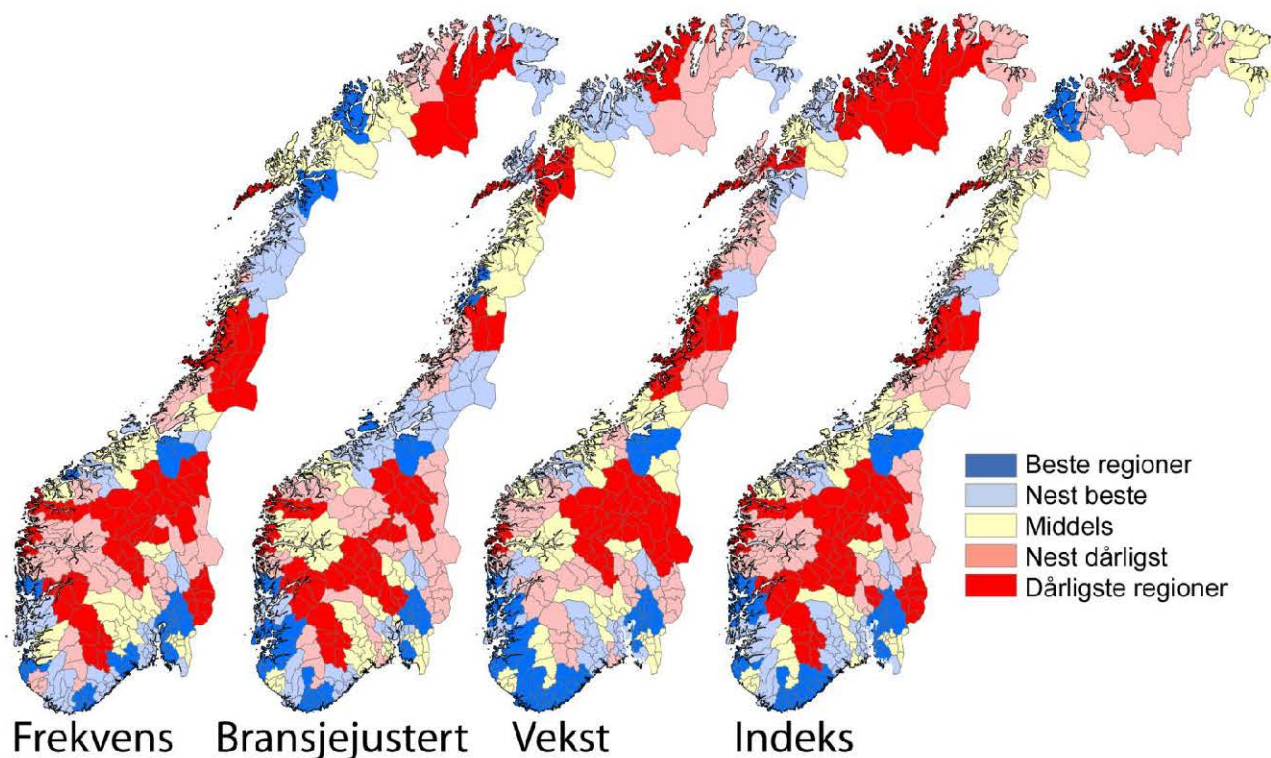 Beste regioner
Nest beste
Middels
Nest dårligst
Dårligste regioner
Frekvens
Bransjejustert
Vekst
Indeks